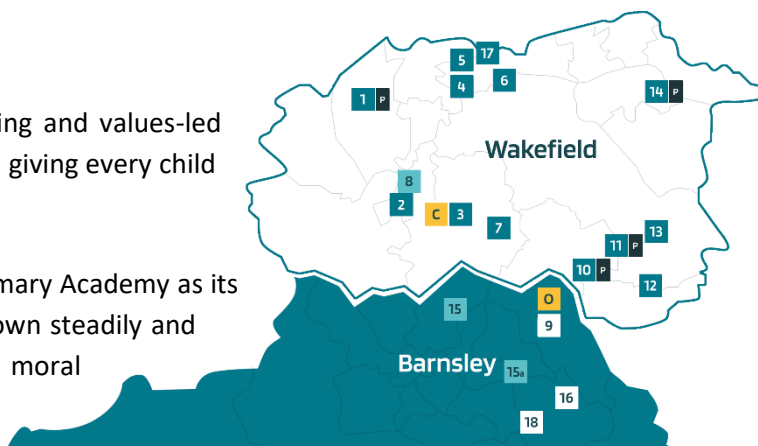 ing and values-led
giving every child
mary Academy as its
own steadily and
moral
5 17
4 6
1 P
14 P
Wakefield
8
2 C 3
7
13
11 P
10 P
12
O
15
9
Barnsley
15a
16
18